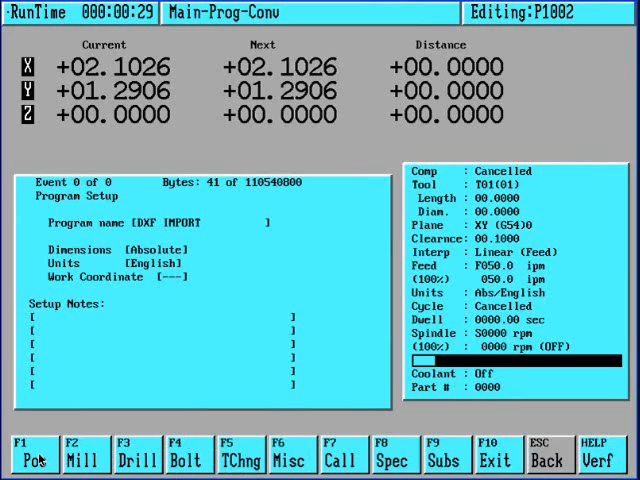 ·RunTime 000:00:29 Main-Prog-Conv Editing:P1002
Current Next Distance
X +02.1026 +02.1026 +00.0000
Y +01.2906 +01.2906 +00.0000
Z +00.0000 +00.0000 +00.0000
Event 0 of 0 Bytes: 41 of 110540800
Program Setup
Program name [DXF IMPORT ]
Dimensions [Absolute]
Units [English]
Work Coordinate [---]
Setup Notes:
[ ]
[ ]
[ ]
[ ]
[ ]
[ ]
Comp : Cancelled
Tool : T01(01)
Length : 00.0000
Diam. : 00.0000
Plane : XY (G54)0
Clearnce: 00.1000
Interp : Linear (Feed)
Feed : F050.0 ipm
(100%) 050.0 ipm
Units : Abs/English
Cycle : Cancelled
Dwell : 0000.00 sec
Spindle : S0000 rpm
(100%) : 0000 rpm (OFF)
Coolant : Off
Part # : 0000
F1 F2 F3 F4 F5 F6 F7 F8 F9 F10 ESC HELP
Pos Mill Drill Bolt TChng Misc Call Spec Subs Exit Back Verf